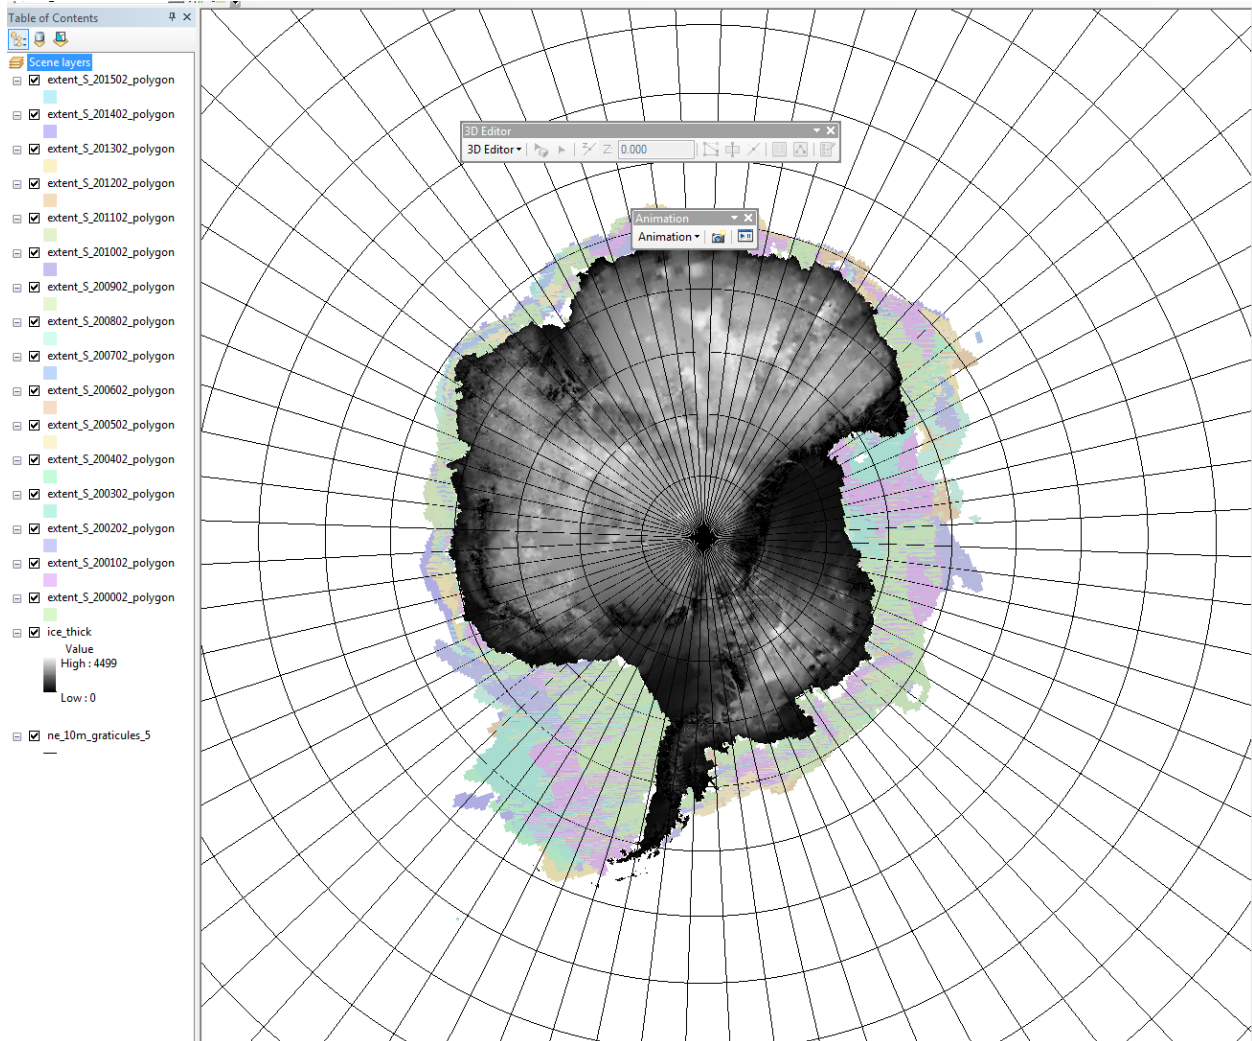 Table of Contents
Scene layers
extent_S_201502_polygon
extent_S_201402_polygon
extent_S_201302_polygon
extent_S_201202_polygon
extent_S_201102_polygon
extent_S_201002_polygon
extent_S_200902_polygon
extent_S_200802_polygon
extent_S_200702_polygon
extent_S_200602_polygon
extent_S_200502_polygon
extent_S_200402_polygon
extent_S_200302_polygon
extent_S_200202_polygon
extent_S_200102_polygon
extent_S_200002_polygon
ice_thick
Value
High : 4499
Low : 0
ne_10m_graticules_5
3D Editor
3D Editor Z: 0.000
Animation
Animation